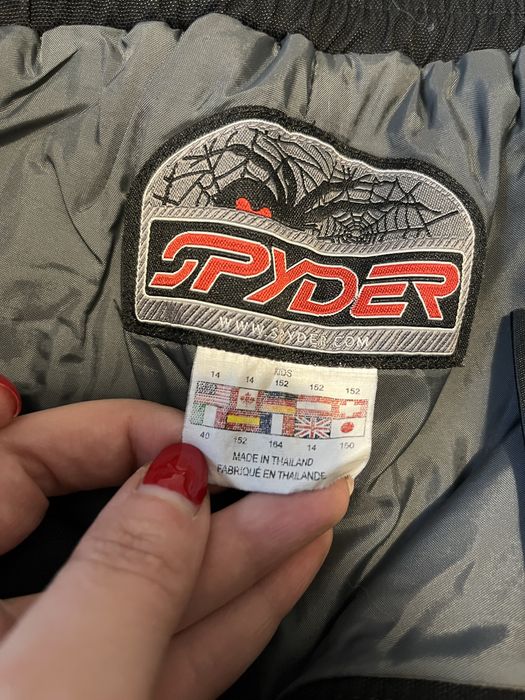 SPYDER
WWW.SPYDER.COM
KIDS
14 14 152 152 152
40 152 164 14 150
MADE IN THAILAND
FABRIQUÉ EN THAILANDE